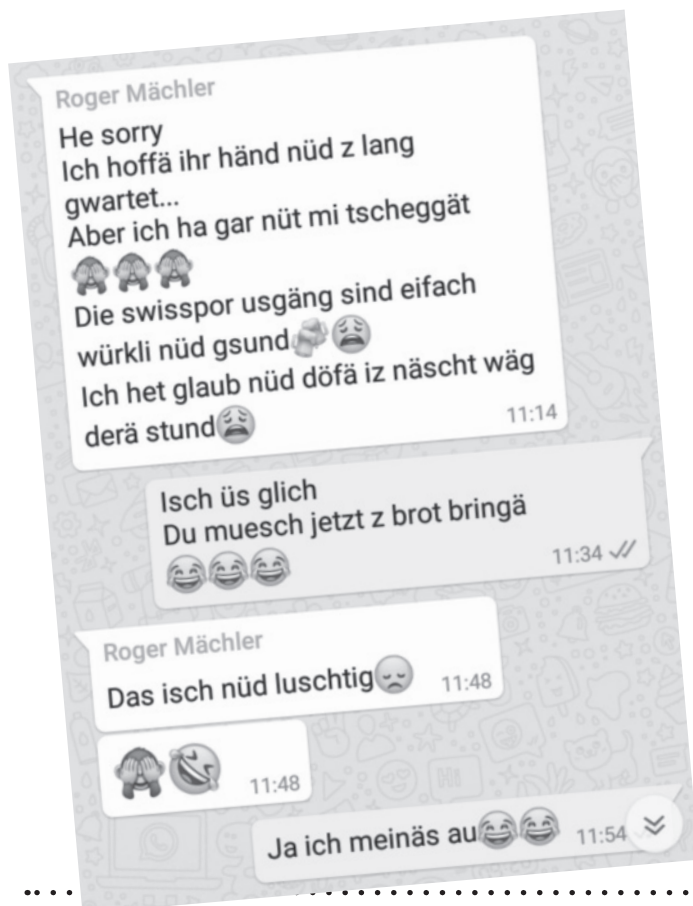 Roger Mächler
He sorry
Ich hoffä ihr händ nüd z lang
gwartet...
Aber ich ha gar nüt mi tscheggät
🙈🙈🙈
Die swisspor usgäng sind eifach
würkli nüd gsund🍻😩
Ich het glaub nüd döfä iz näscht wäg
derä stund😩
11:14
Isch üs glich
Du muesch jetzt z brot bringä
😂😂😂
11:34
Roger Mächler
Das isch nüd luschtig😞
11:48
🙈🤣
11:48
Ja ich meinäs au😂😂
11:54